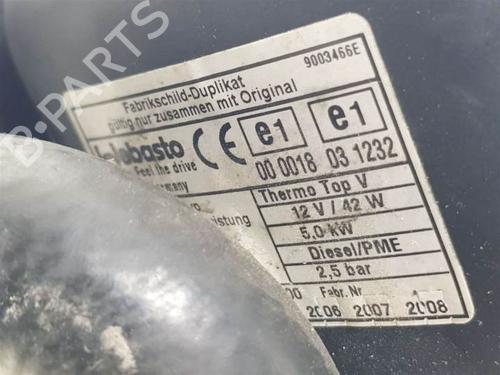 B-PARTS
Fabrikschild-Duplikat
gültig nur zusammen mit Original
9003466E
Webasto
Feel the drive
CE
e1
e1
00 0018
03 1232
Thermo Top V
12 V / 42 W
5,0 kW
Diesel/PME
2,5 bar
Fabr. Nr
2006 2007 2008